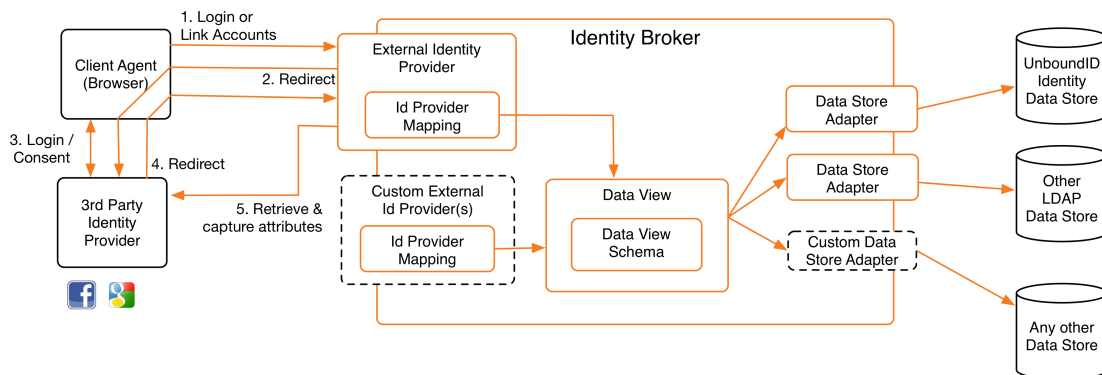 1. Login or
Link Accounts
Identity Broker
Client Agent
(Browser)
External Identity
Provider
2. Redirect
Id Provider
Mapping
3. Login /
Consent
4. Redirect
3rd Party
Identity
Provider
5. Retrieve &
capture attributes
Custom External
Id Provider(s)
Id Provider
Mapping
Data View
Data View
Schema
Data Store
Adapter
Data Store
Adapter
Custom Data
Store Adapter
UnboundID
Identity
Data Store
Other
LDAP
Data Store
Any other
Data Store
f
g